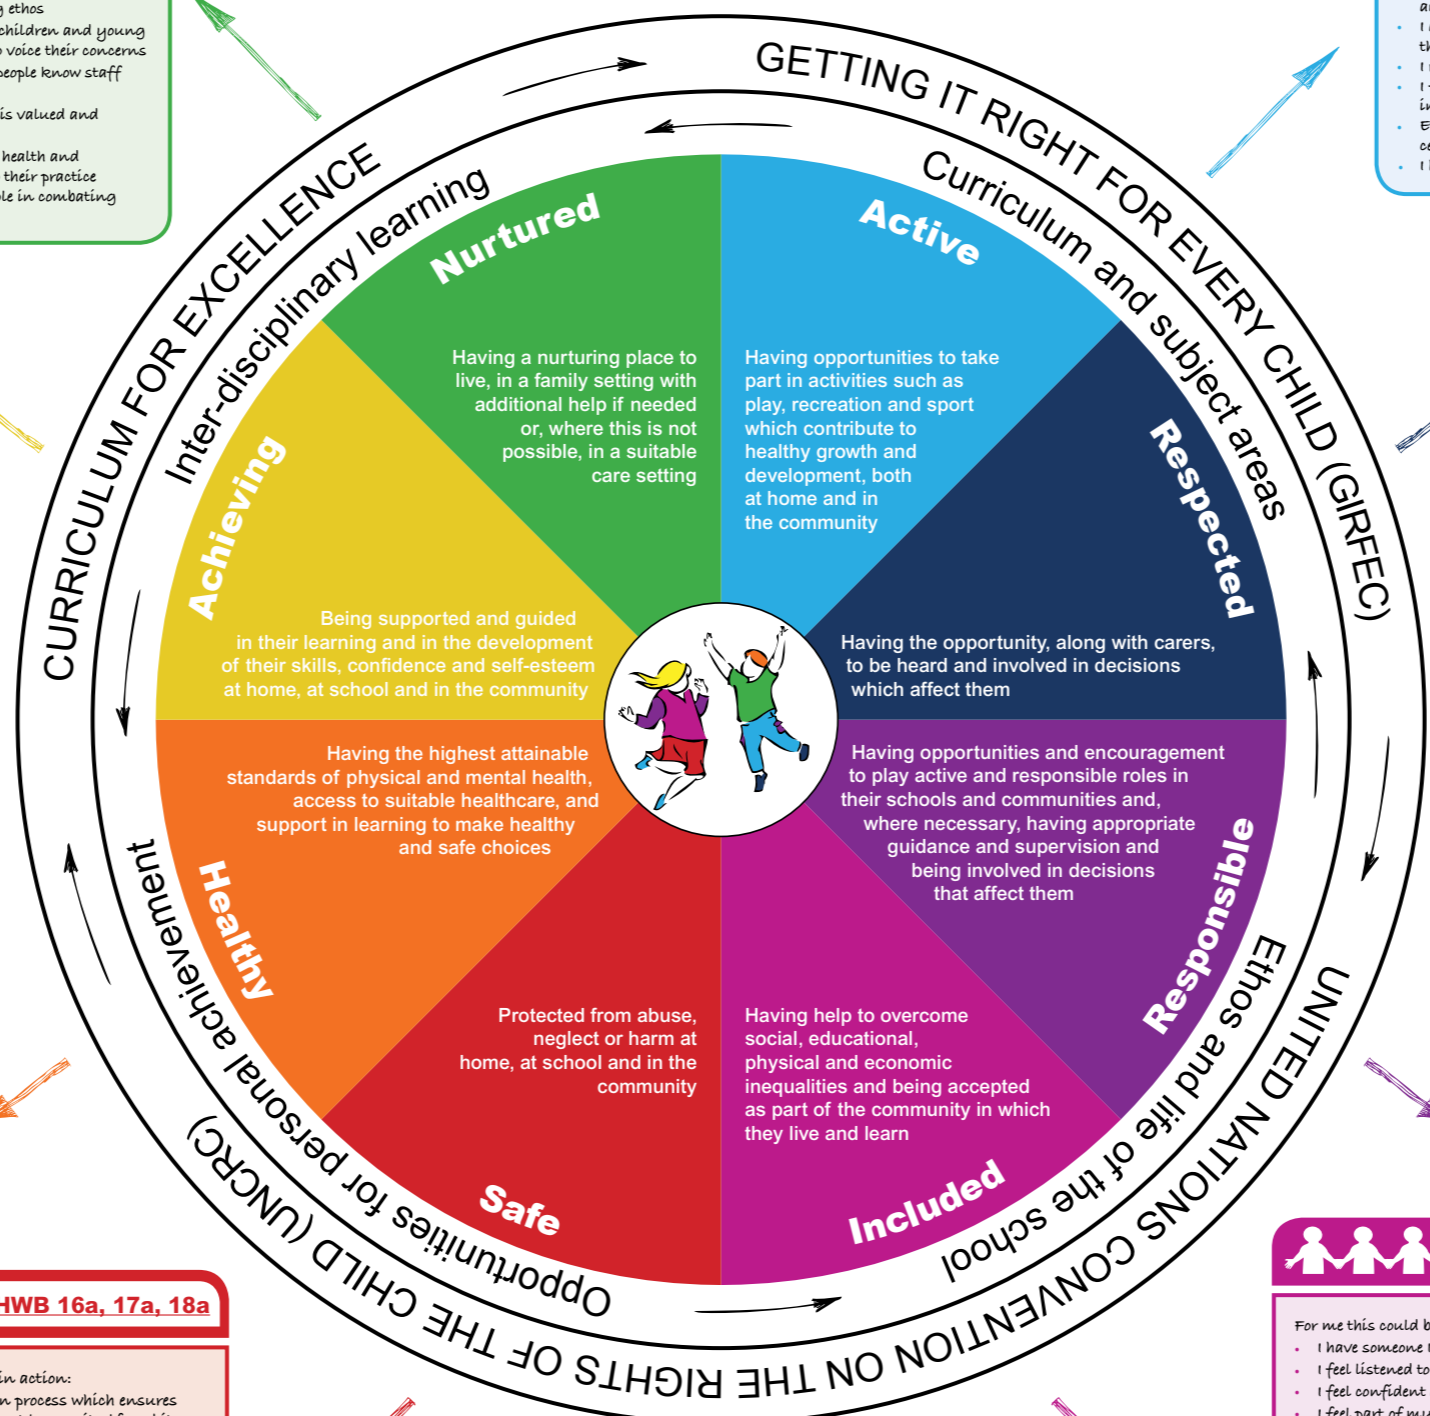 ethos
children and young
voice their concerns
people know staff
is valued and
health and
their practice
in combating
CURRICULUM FOR EXCELLENCE
GETTING IT RIGHT FOR EVERY CHILD (GIRFEC)
UNITED NATIONS CONVENTION ON THE RIGHTS OF THE CHILD (UNCRC)
Inter-disciplinary learning
Curriculum and subject areas
Ethos and life of the school
Opportunities for personal achievement
Nurtured
Having a nurturing place to
live, in a family setting with
additional help if needed
or, where this is not
possible, in a suitable
care setting
Active
Having opportunities to take
part in activities such as
play, recreation and sport
which contribute to
healthy growth and
development, both
at home and in
the community
Respected
Having the opportunity, along with carers,
to be heard and involved in decisions
which affect them
Responsible
Having opportunities and encouragement
to play active and responsible roles in
their schools and communities and,
where necessary, having appropriate
guidance and supervision and
being involved in decisions
that affect them
Included
Having help to overcome
social, educational,
physical and economic
inequalities and being accepted
as part of the community in which
they live and learn
Safe
Protected from abuse,
neglect or harm at
home, at school and in the
community
Healthy
Having the highest attainable
standards of physical and mental health,
access to suitable healthcare, and
support in learning to make healthy
and safe choices
Achieving
Being supported and guided
in their learning and in the development
of their skills, confidence and self-esteem
at home, at school and in the community
HWB 16a, 17a, 18a
in action:
process which ensures
For me this could b
• I have someone
• I feel listened to
• I feel confident
• I feel part of